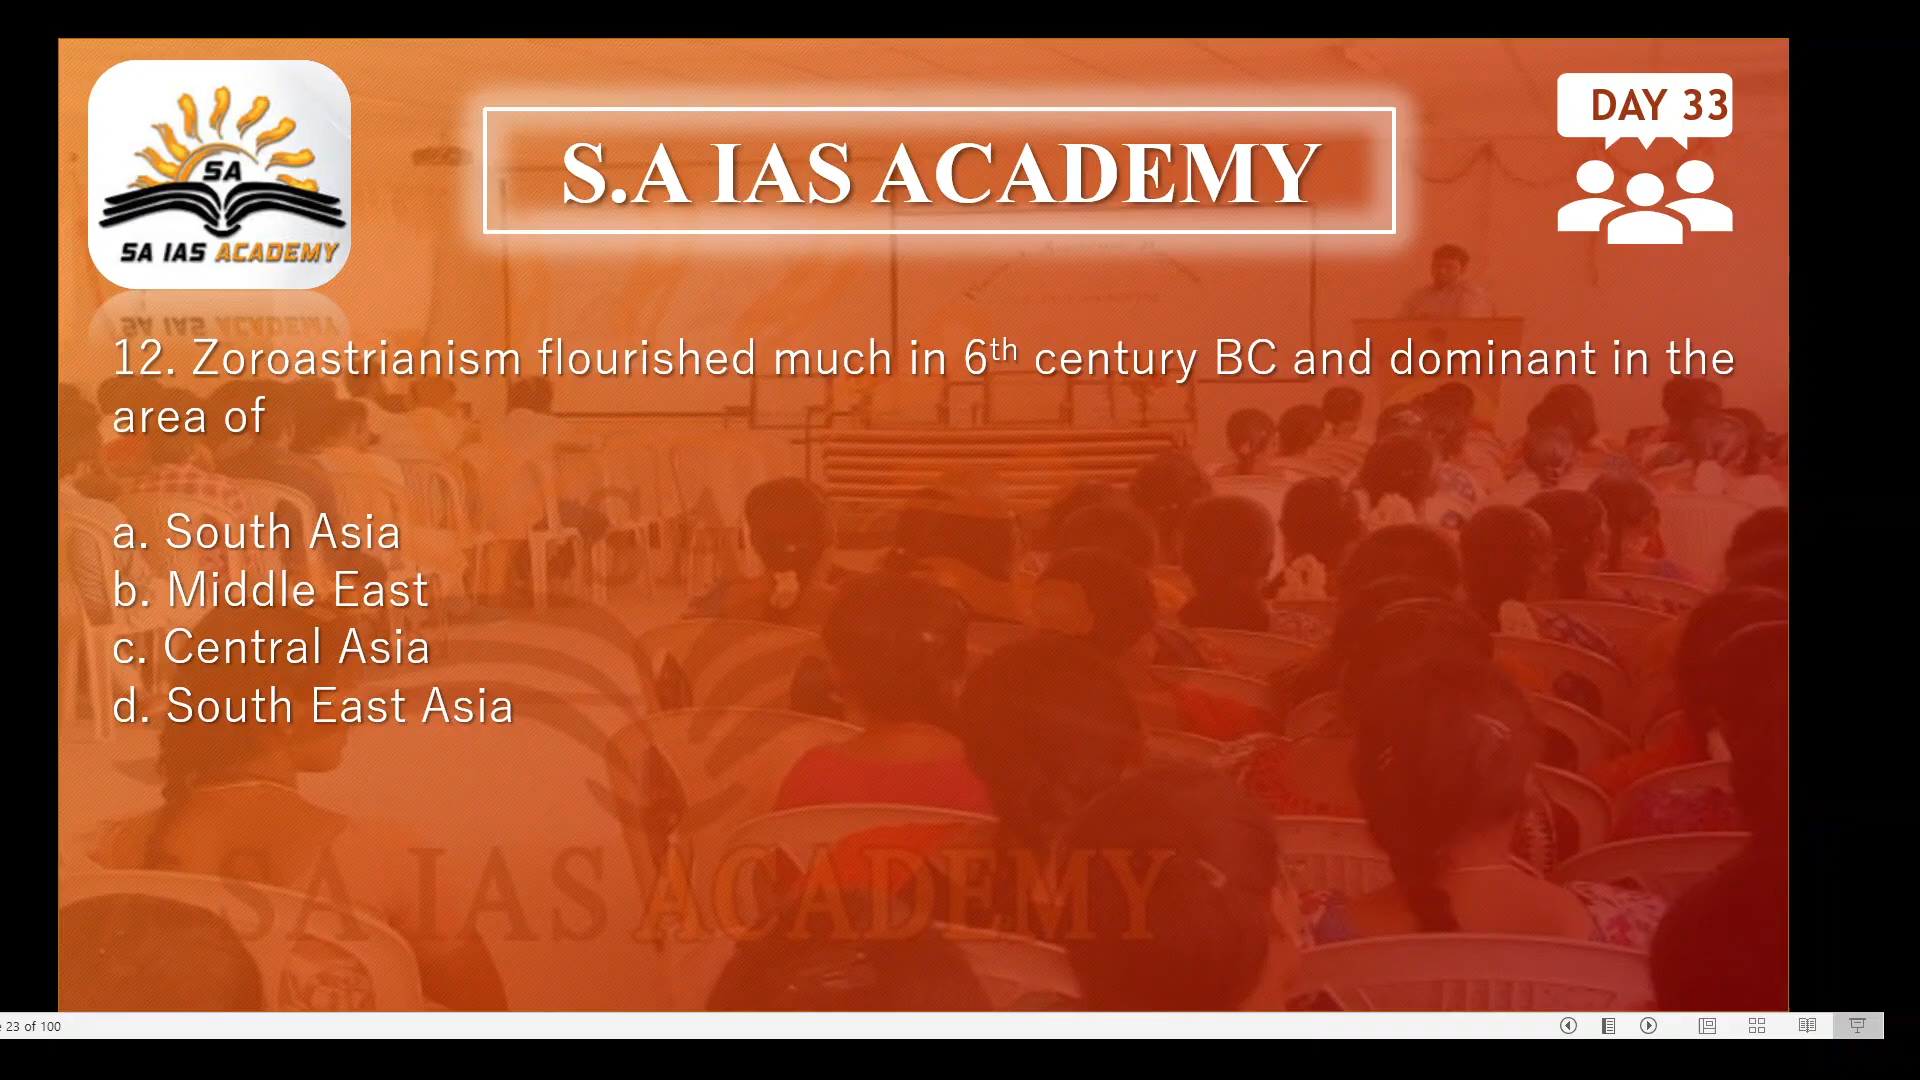 SA
SA IAS ACADEMY
S.A IAS ACADEMY
DAY 33
12. Zoroastrianism flourished much in 6th century BC and dominant in the
area of
a. South Asia
b. Middle East
c. Central Asia
d. South East Asia
SA IAS ACADEMY
23 of 100